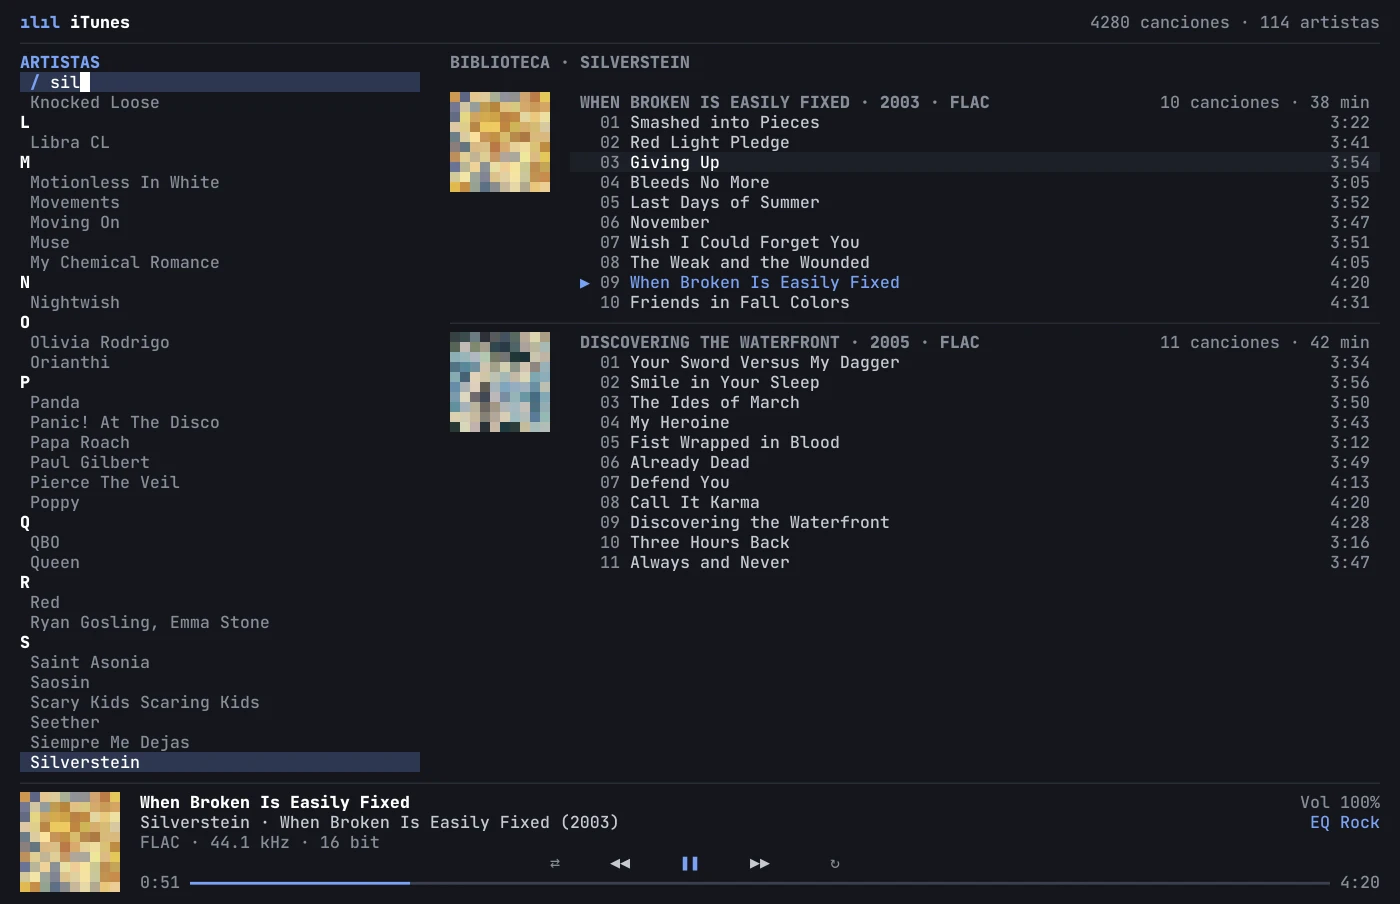 ılıl iTunes
4280 canciones · 114 artistas
ARTISTAS
/ sil
Knocked Loose
L
Libra CL
M
Motionless In White
Movements
Moving On
Muse
My Chemical Romance
N
Nightwish
O
Olivia Rodrigo
Orianthi
P
Panda
Panic! At The Disco
Papa Roach
Paul Gilbert
Pierce The Veil
Poppy
Q
QBO
Queen
R
Red
Ryan Gosling, Emma Stone
S
Saint Asonia
Saosin
Scary Kids Scaring Kids
Seether
Siempre Me Dejas
Silverstein
BIBLIOTECA · SILVERSTEIN
WHEN BROKEN IS EASILY FIXED · 2003 · FLAC 10 canciones · 38 min
01 Smashed into Pieces 3:22
02 Red Light Pledge 3:41
03 Giving Up 3:54
04 Bleeds No More 3:05
05 Last Days of Summer 3:52
06 November 3:47
07 Wish I Could Forget You 3:51
08 The Weak and the Wounded 4:05
▶ 09 When Broken Is Easily Fixed 4:20
10 Friends in Fall Colors 4:31
DISCOVERING THE WATERFRONT · 2005 · FLAC 11 canciones · 42 min
01 Your Sword Versus My Dagger 3:34
02 Smile in Your Sleep 3:56
03 The Ides of March 3:50
04 My Heroine 3:43
05 Fist Wrapped in Blood 3:12
06 Already Dead 3:49
07 Defend You 4:13
08 Call It Karma 4:20
09 Discovering the Waterfront 4:28
10 Three Hours Back 3:16
11 Always and Never 3:47
When Broken Is Easily Fixed
Vol 100%
Silverstein · When Broken Is Easily Fixed (2003)
EQ Rock
FLAC · 44.1 kHz · 16 bit
0:51 4:20